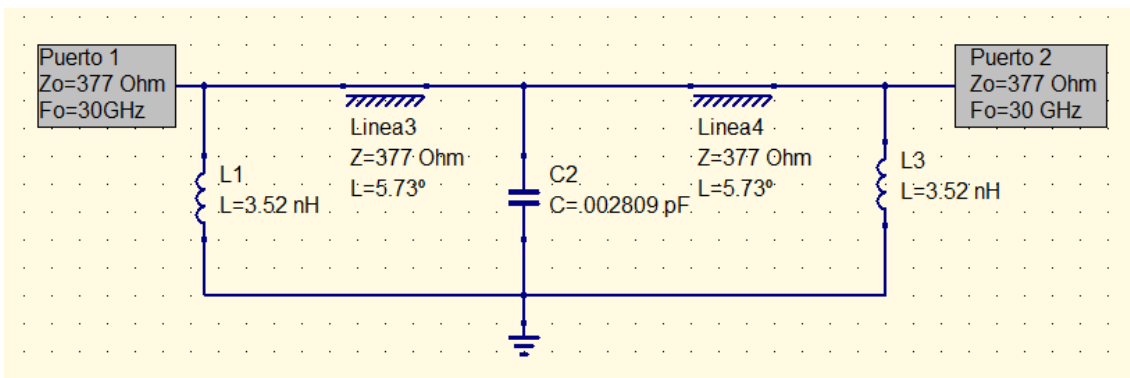 Puerto 1
Zo=377 Ohm
Fo=30GHz
Puerto 2
Zo=377 Ohm
Fo=30 GHz
Linea3
Z=377 Ohm
L=5.73º
Linea4
Z=377 Ohm
L=5.73º
L1
L=3.52 nH
C2
C=.002809 pF
L3
L=3.52 nH